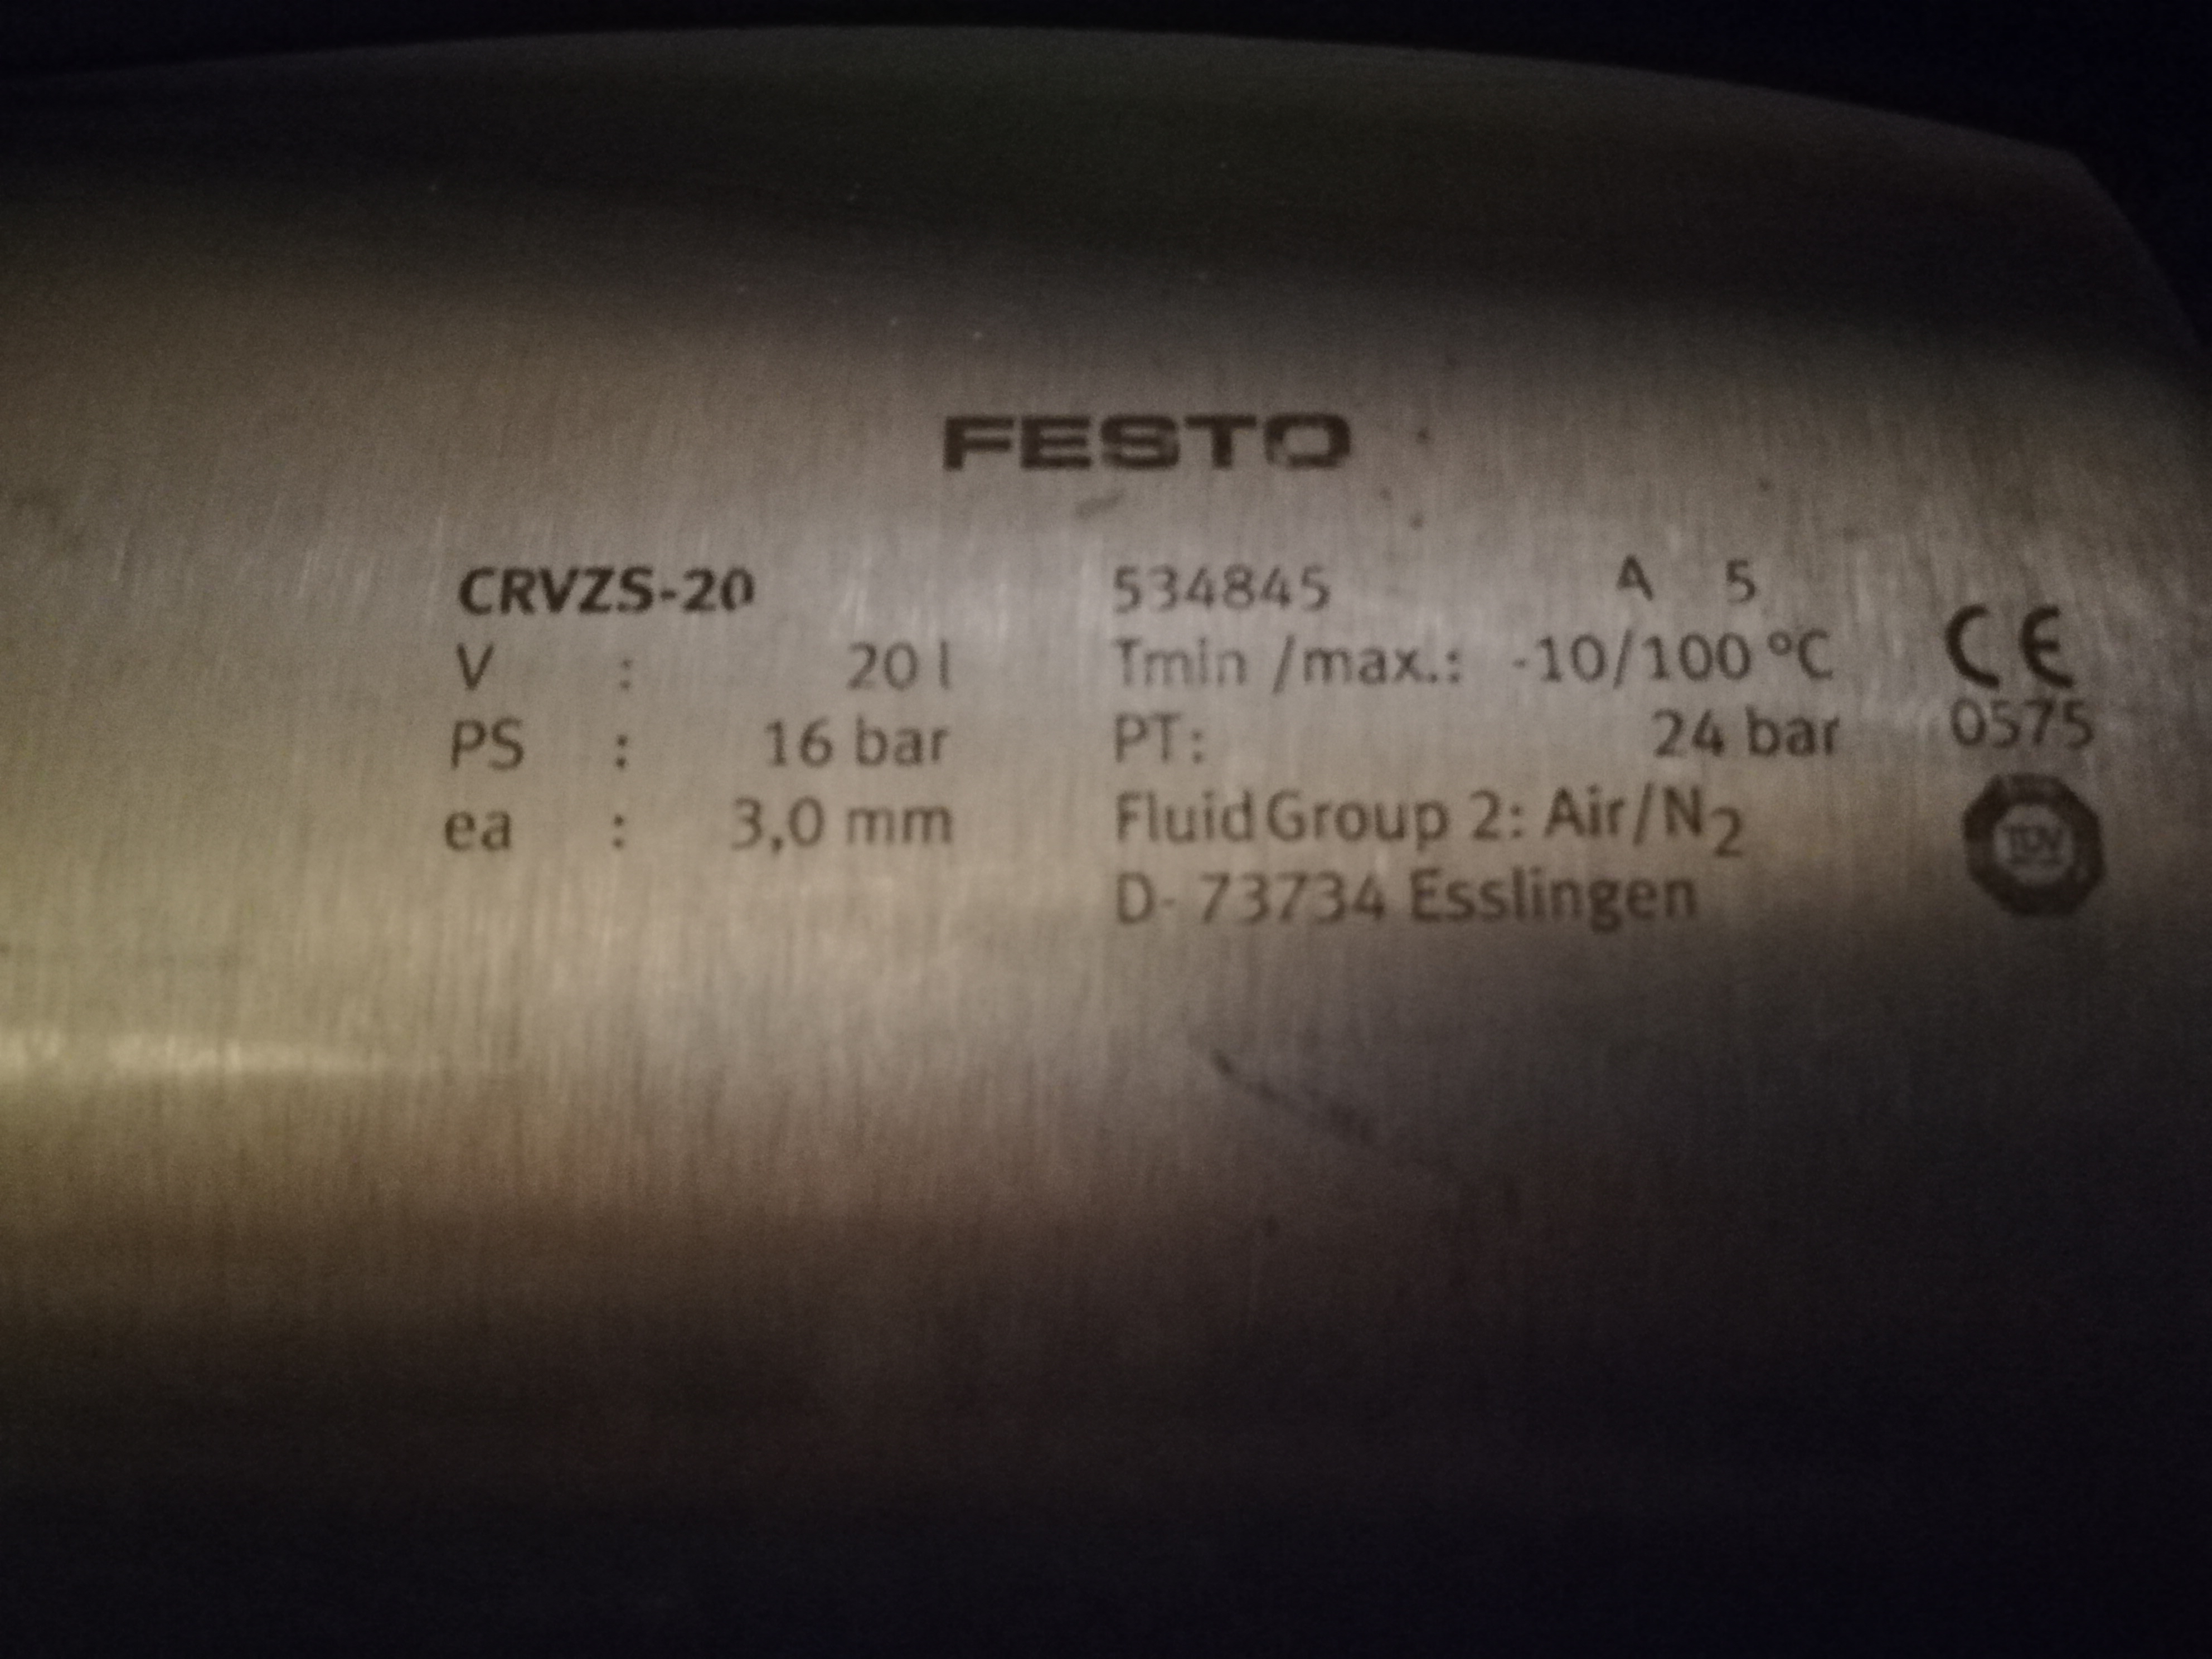 FESTO
CRVZS-20 534845 A 5
V : 20 l Tmin /max.: -10/100 °C CE
PS : 16 bar PT: 24 bar 0575
ea : 3,0 mm Fluid Group 2: Air/N₂ TÜV
D- 73734 Esslingen